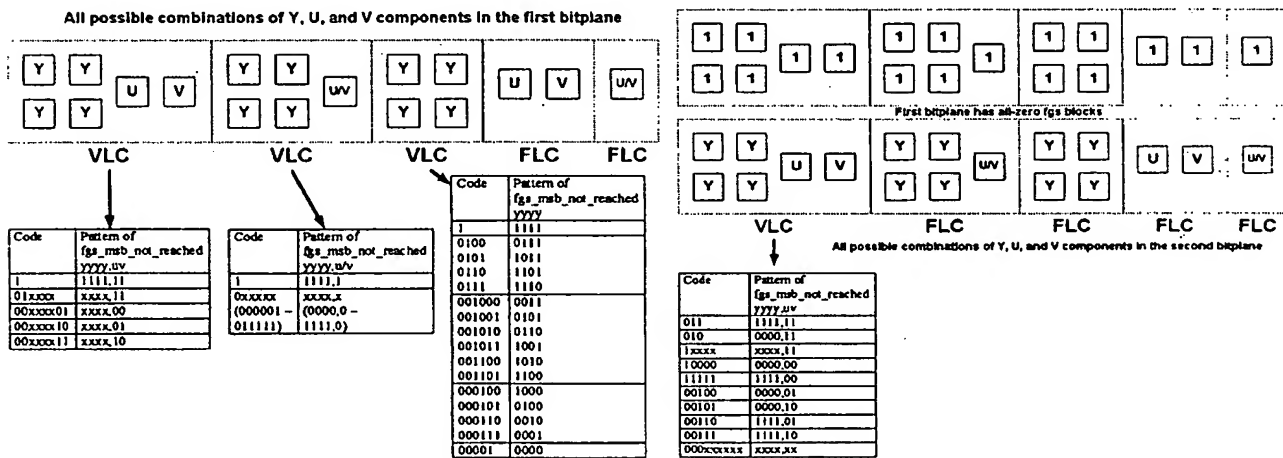 All possible combinations of Y, U, and V components in the first bitplane
Y Y
U V
Y Y
Y Y
U/V
Y Y
Y Y
Y Y
U V
U/V
VLC VLC VLC FLC FLC
Code Pattern of fgs_msb_not_reached yyyy,uv
1 1111,11
01xxxx xxxx,11
00xxxx01 xxxx,00
00xxxx10 xxxx,01
00xxxx11 xxxx,10
Code Pattern of fgs_msb_not_reached yyyy,u/v
1 1111,1
0xxxxx xxxx,x
(000001 – (0000,0 –
011111) 1111,0)
Code Pattern of fgs_msb_not_reached yyyy
1 1111
0100 0111
0101 1011
0110 1101
0111 1110
001000 0011
001001 0101
001010 0110
001011 1001
001100 1010
001101 1100
000100 1000
000101 0100
000110 0010
000111 0001
00001 0000
1 1
1 1
1 1
1 1
1
1 1
1 1
1 1
1 1
1
First bitplane has all-zero fgs blocks
Y Y
U V
Y Y
Y Y
U/V
Y Y
Y Y
Y Y
U V
U/V
VLC FLC FLC FLC FLC
All possible combinations of Y, U, and V components in the second bitplane
Code Pattern of fgs_msb_not_reached yyyy,uv
011 1111,11
010 0000,11
1xxxx xxxx,11
10000 0000,00
11111 1111,00
00100 0000,01
00101 0000,10
00110 1111,01
00111 1111,10
000xxxxxx xxxx,xx